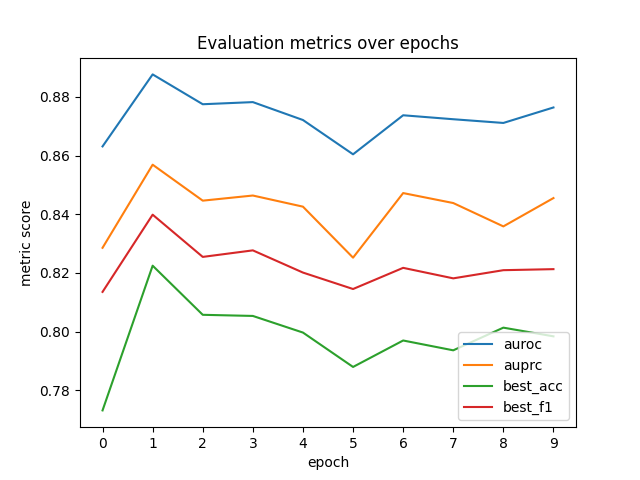 Evaluation metrics over epochs
metric score
0.88
0.86
0.84
0.82
0.80
0.78
0 1 2 3 4 5 6 7 8 9
epoch
auroc
auprc
best_acc
best_f1